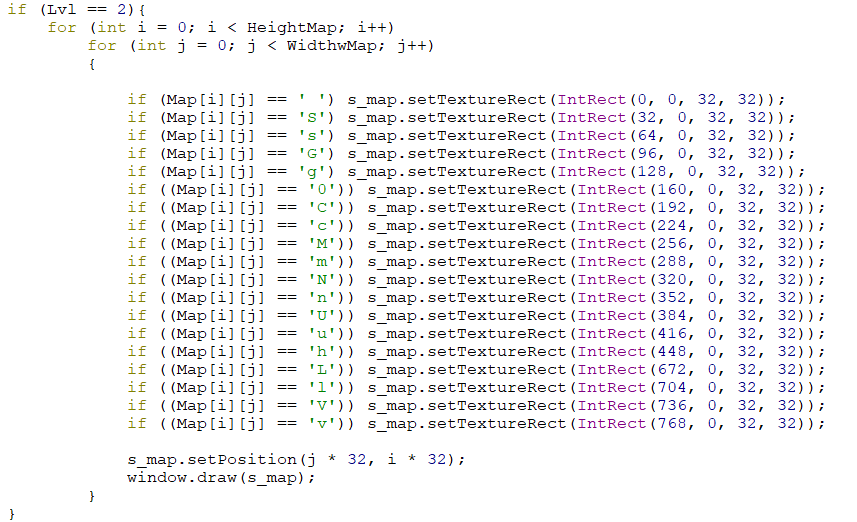 if (Lvl == 2){
    for (int i = 0; i < HeightMap; i++)
        for (int j = 0; j < WidthwMap; j++)
        {

            if (Map[i][j] == ' ') s_map.setTextureRect(IntRect(0, 0, 32, 32));
            if (Map[i][j] == 'S') s_map.setTextureRect(IntRect(32, 0, 32, 32));
            if (Map[i][j] == 's') s_map.setTextureRect(IntRect(64, 0, 32, 32));
            if (Map[i][j] == 'G') s_map.setTextureRect(IntRect(96, 0, 32, 32));
            if (Map[i][j] == 'g') s_map.setTextureRect(IntRect(128, 0, 32, 32));
            if ((Map[i][j] == '0')) s_map.setTextureRect(IntRect(160, 0, 32, 32));
            if ((Map[i][j] == 'C')) s_map.setTextureRect(IntRect(192, 0, 32, 32));
            if ((Map[i][j] == 'c')) s_map.setTextureRect(IntRect(224, 0, 32, 32));
            if ((Map[i][j] == 'M')) s_map.setTextureRect(IntRect(256, 0, 32, 32));
            if ((Map[i][j] == 'm')) s_map.setTextureRect(IntRect(288, 0, 32, 32));
            if ((Map[i][j] == 'N')) s_map.setTextureRect(IntRect(320, 0, 32, 32));
            if ((Map[i][j] == 'n')) s_map.setTextureRect(IntRect(352, 0, 32, 32));
            if ((Map[i][j] == 'U')) s_map.setTextureRect(IntRect(384, 0, 32, 32));
            if ((Map[i][j] == 'u')) s_map.setTextureRect(IntRect(416, 0, 32, 32));
            if ((Map[i][j] == 'h')) s_map.setTextureRect(IntRect(448, 0, 32, 32));
            if ((Map[i][j] == 'L')) s_map.setTextureRect(IntRect(672, 0, 32, 32));
            if ((Map[i][j] == 'l')) s_map.setTextureRect(IntRect(704, 0, 32, 32));
            if ((Map[i][j] == 'V')) s_map.setTextureRect(IntRect(736, 0, 32, 32));
            if ((Map[i][j] == 'v')) s_map.setTextureRect(IntRect(768, 0, 32, 32));

            s_map.setPosition(j * 32, i * 32);
            window.draw(s_map);
        }
}